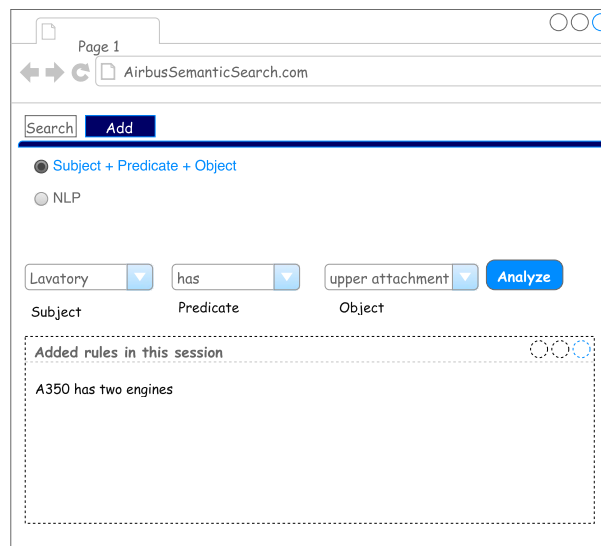 Page 1
AirbusSemanticSearch.com
Search Add
Subject + Predicate + Object
NLP
Lavatory has upper attachment Analyze
Subject Predicate Object
Added rules in this session
A350 has two engines